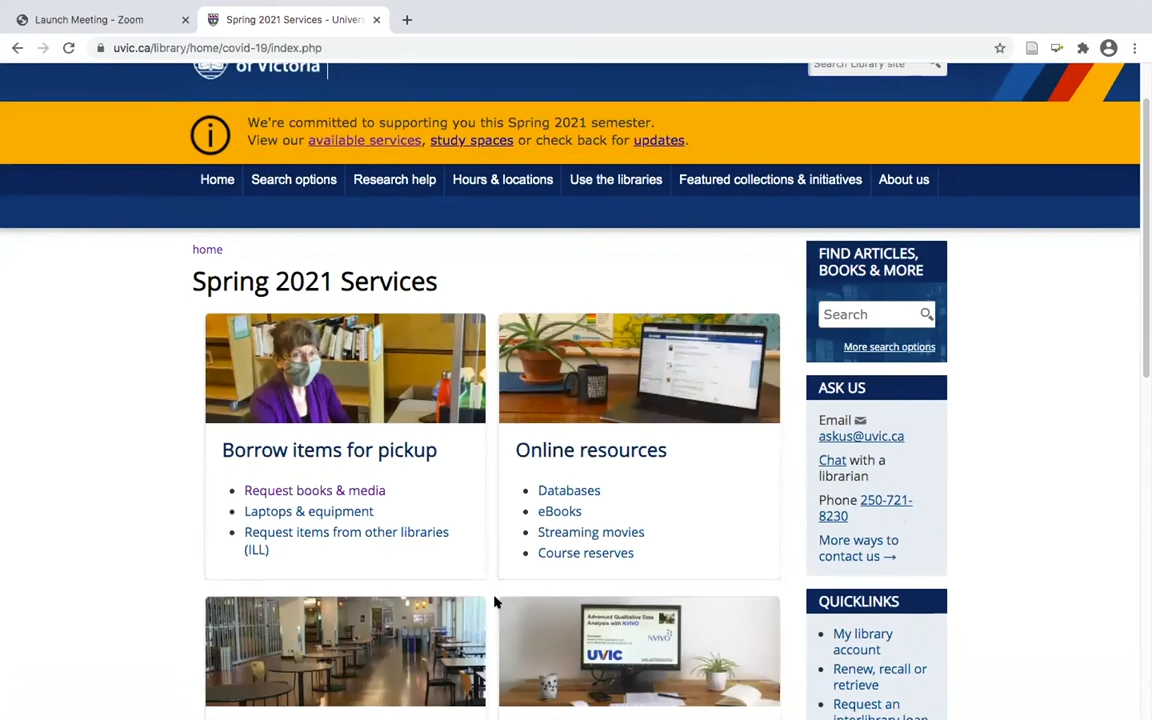 Launch Meeting - Zoom
Spring 2021 Services - Univer
uvic.ca/library/home/covid-19/index.php
of Victoria
Search Library site
We're committed to supporting you this Spring 2021 semester.
View our available services, study spaces or check back for updates.
Home
Search options
Research help
Hours & locations
Use the libraries
Featured collections & initiatives
About us
home
Spring 2021 Services
Borrow items for pickup
Request books & media
Laptops & equipment
Request items from other libraries
(ILL)
Online resources
Databases
eBooks
Streaming movies
Course reserves
Advanced Qualitative Data
Analysis with NVIVO
NVIVO
UVIC
FIND ARTICLES,
BOOKS & MORE
Search
More search options
ASK US
Email
askus@uvic.ca
Chat with a
librarian
Phone 250-721-
8230
More ways to
contact us →
QUICKLINKS
My library
account
Renew, recall or
retrieve
Request an
interlibrary loan